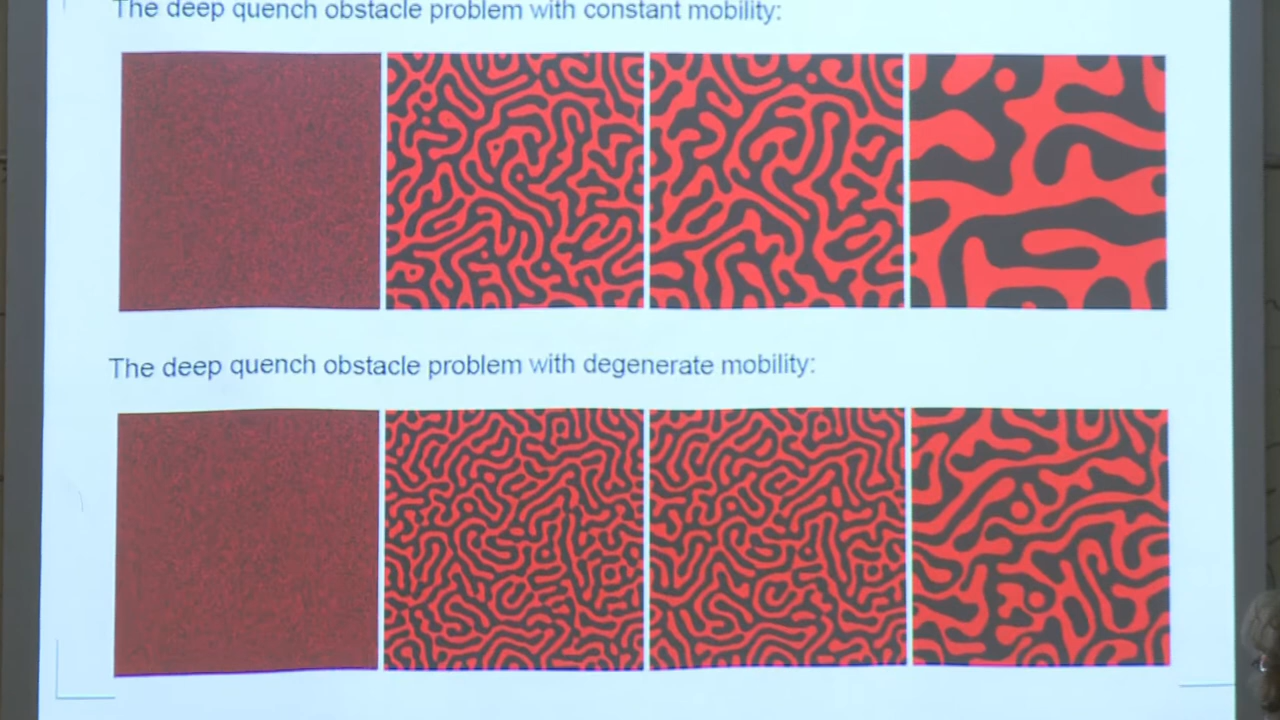 The deep quench obstacle problem with constant mobility:
The deep quench obstacle problem with degenerate mobility: